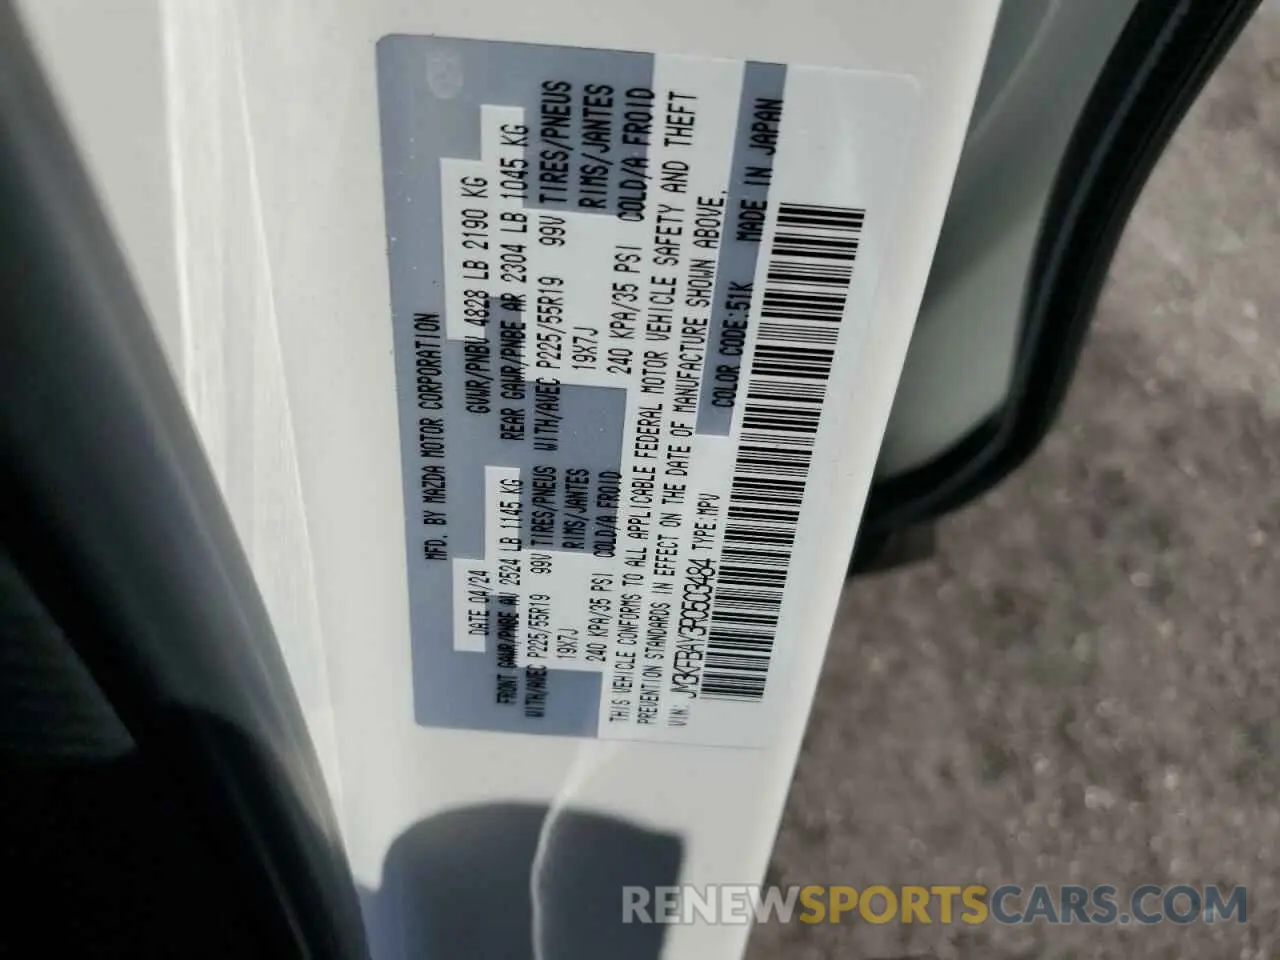 MFD. BY MAZDA MOTOR CORPORATION
DATE 04/24 GVWR/PNBV 4828 LB 2190 KG
FRONT GAWR/PNBE AV 2524 LB 1145 KG REAR GAWR/PNBE AR 2304 LB 1045 KG
WITH/AVEC P225/55R19 99V TIRES/PNEUS WITH/AVEC P225/55R19 99V TIRES/PNEUS
19X7J RIMS/JANTES 19X7J RIMS/JANTES
240 KPA/35 PSI COLD/A FROID 240 KPA/35 PSI COLD/A FROID
THIS VEHICLE CONFORMS TO ALL APPLICABLE FEDERAL MOTOR VEHICLE SAFETY AND THEFT
PREVENTION STANDARDS IN EFFECT ON THE DATE OF MANUFACTURE SHOWN ABOVE.
VIN: JM3KFBAY3R0503484 TYPE:MPV COLOR CODE:51K MADE IN JAPAN
RENEWSPORTSCARS.COM